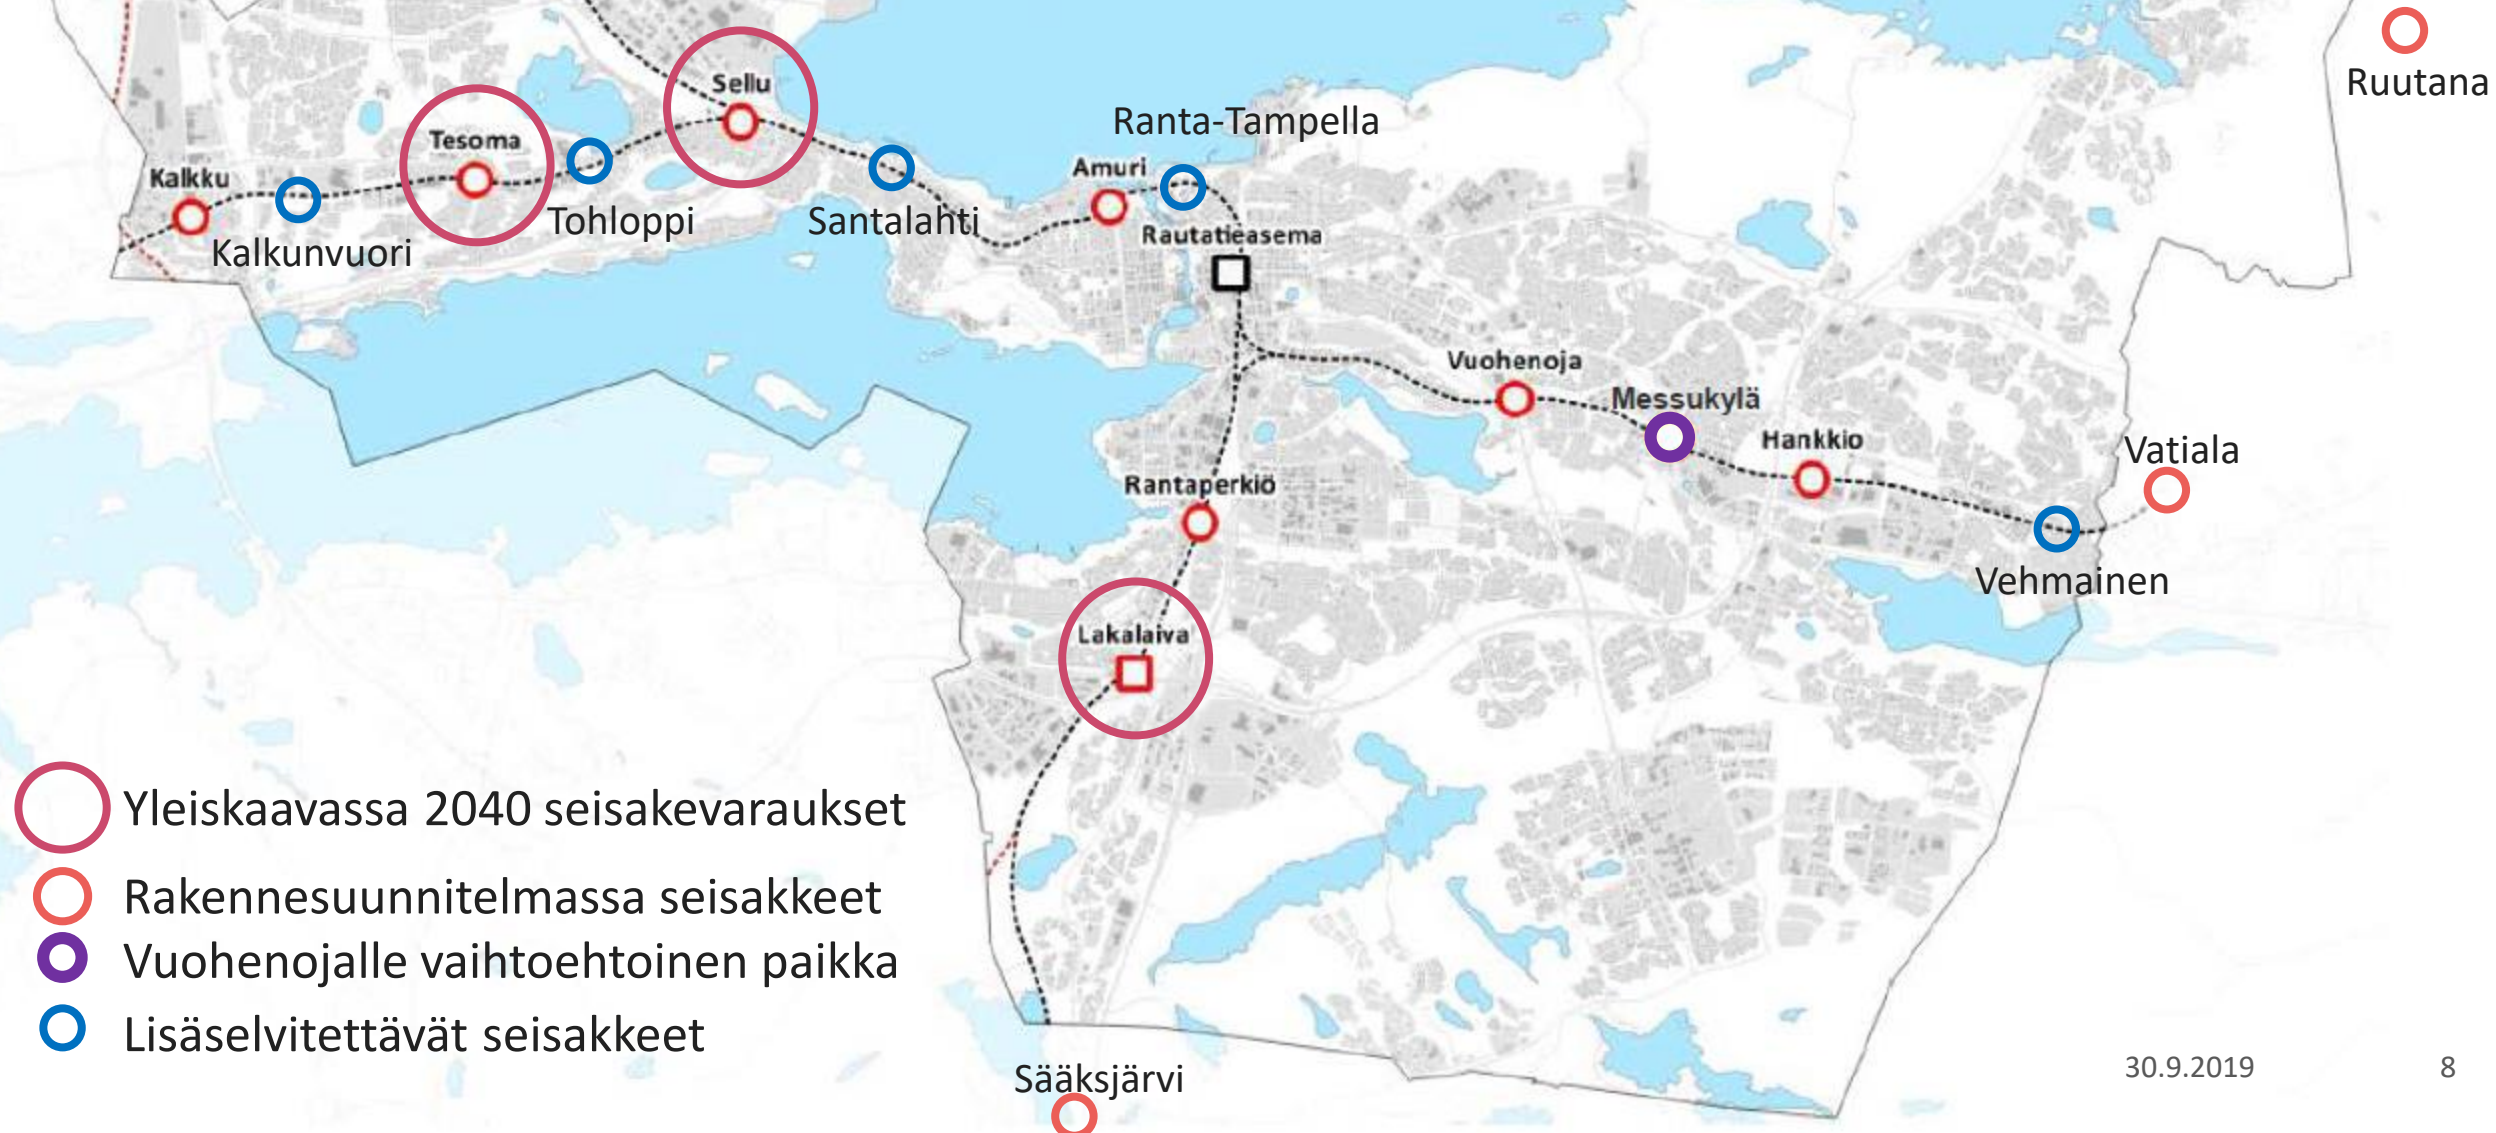 Ruutana
Sellu
Ranta-Tampella
Tesoma
Amuri
Kalkku
Tohloppi
Santalahti
Rautatieasema
Kalkunvuori
Vuohenoja
Messukylä
Hankkio
Vatiala
Rantaperkiö
Vehmainen
Lakalaiva
Yleiskaavassa 2040 seisakevaraukset
Rakennesuunnitelmassa seisakkeet
Vuohenojalle vaihtoehtoinen paikka
Lisäselvitettävät seisakkeet
Sääksjärvi
30.9.2019
8